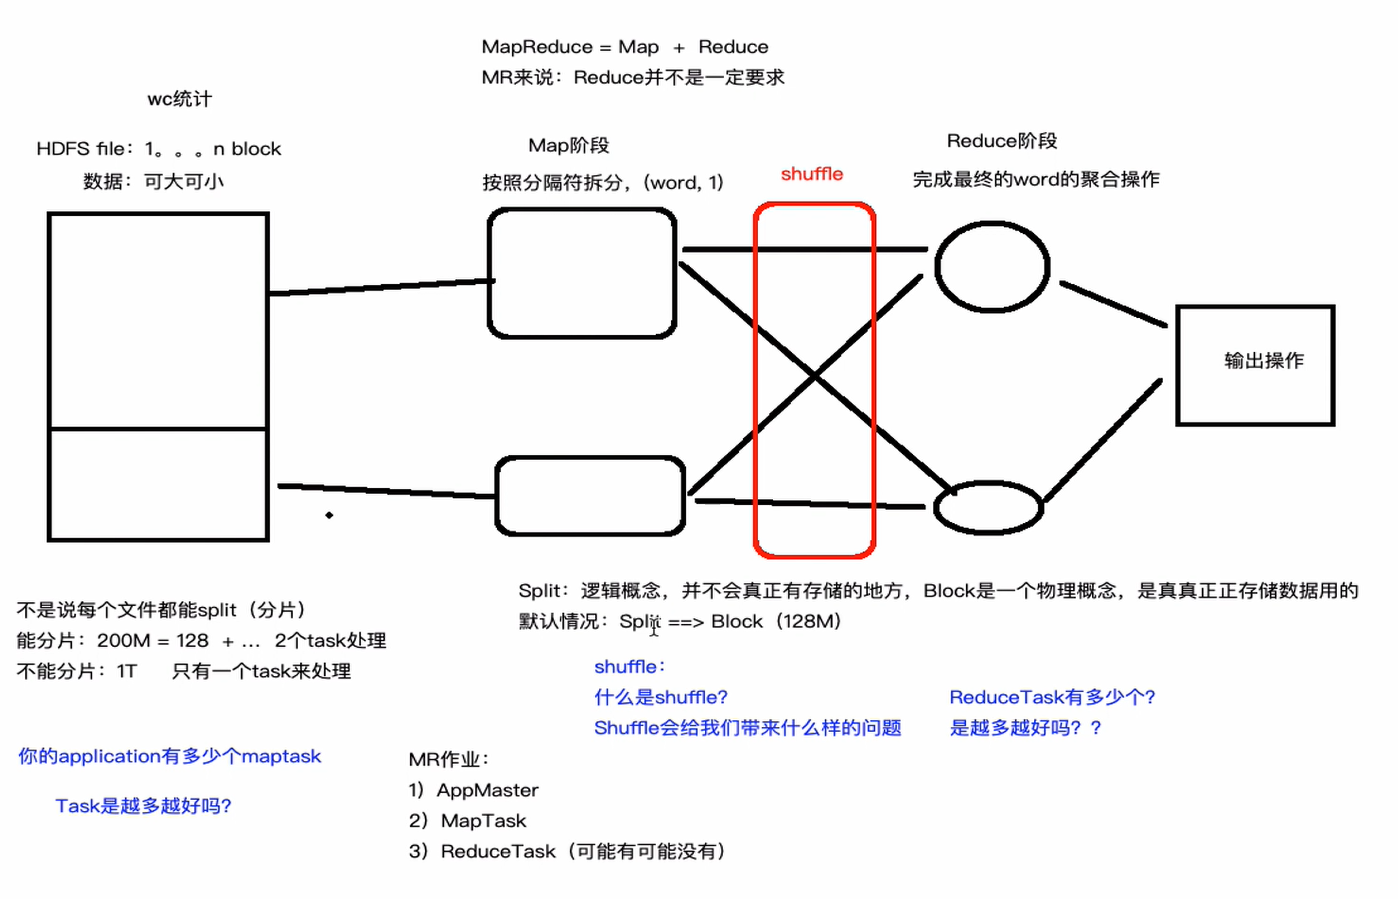 MapReduce = Map + Reduce
MR来说：Reduce并不是一定要求
wc统计
HDFS file：1。。。n block
数据：可大可小
Map阶段
按照分隔符拆分，(word, 1)
shuffle
Reduce阶段
完成最终的word的聚合操作
输出操作
Split：逻辑概念，并不会真正有存储的地方，Block是一个物理概念，是真真正正存储数据用的
默认情况：Split ==> Block（128M）
不是说每个文件都能split（分片）
能分片：200M = 128 + ... 2个task处理
不能分片：1T 只有一个task来处理
shuffle：
什么是shuffle？
Shuffle会给我们带来什么样的问题
ReduceTask有多少个？
是越多越好吗？？
你的application有多少个maptask
Task是越多越好吗？
MR作业：
1）AppMaster
2）MapTask
3）ReduceTask（可能有可能没有）